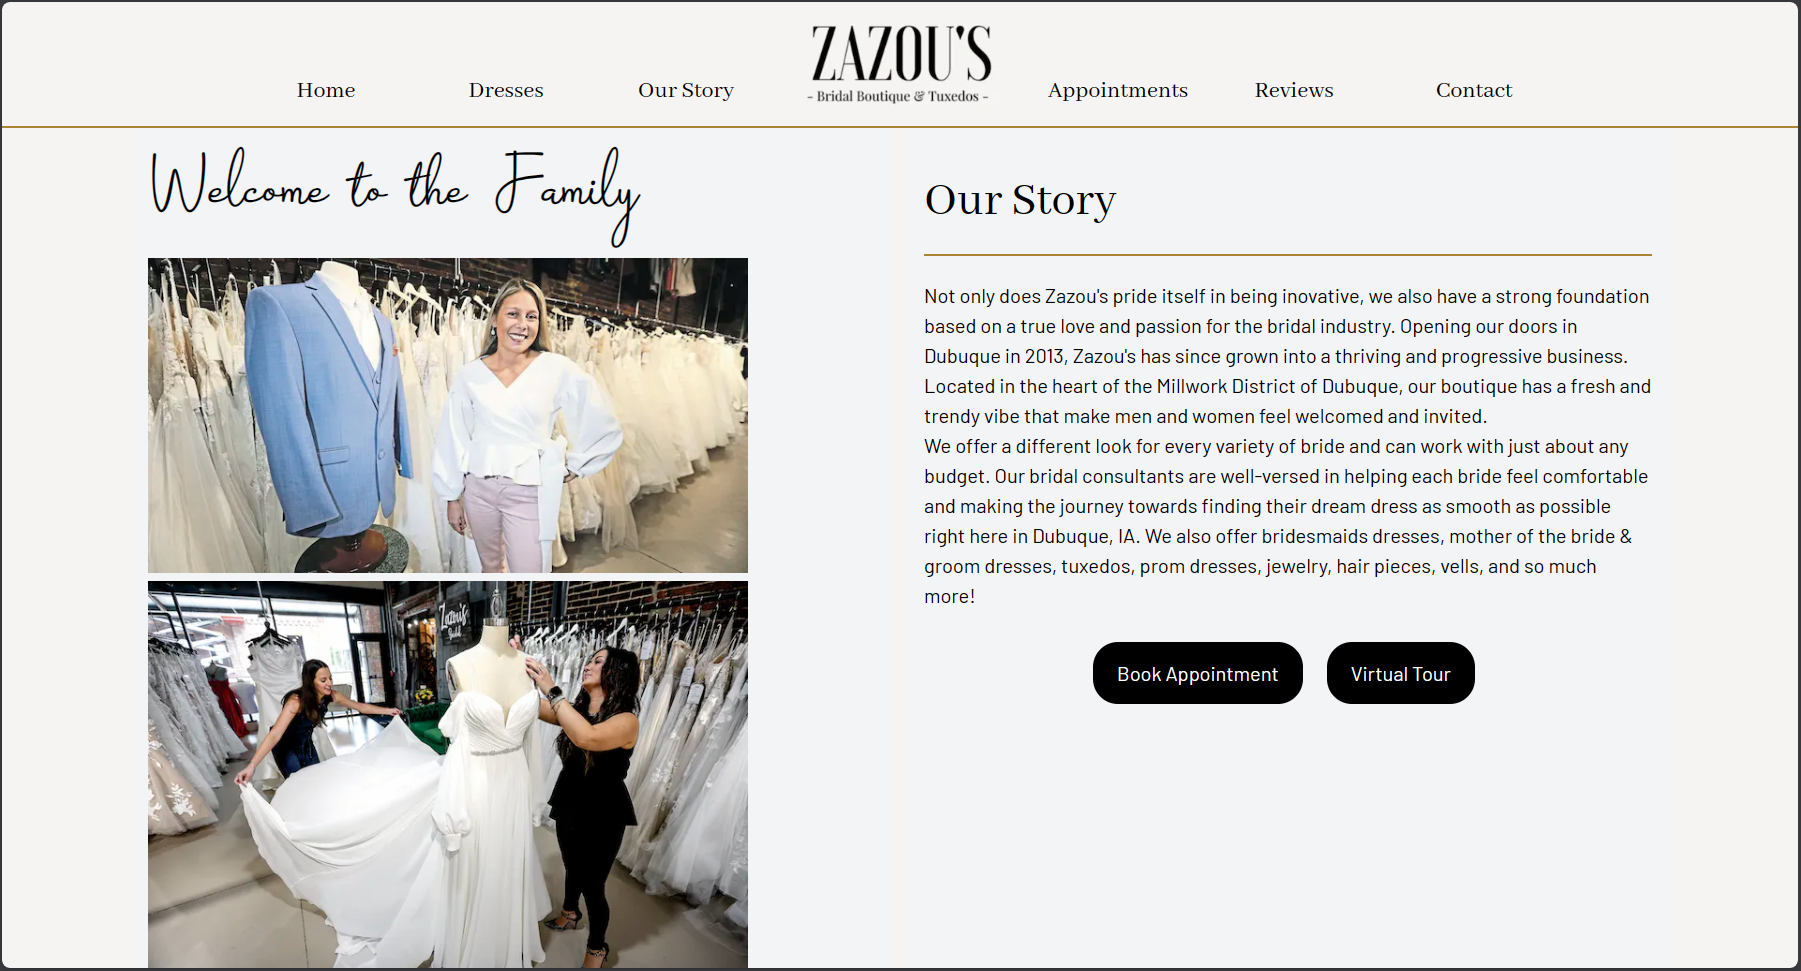 ZAZOU'S
- Bridal Boutique & Tuxedos -
Home
Dresses
Our Story
Appointments
Reviews
Contact
Welcome to the Family
Zazou's
Our Story
Not only does Zazou's pride itself in being inovative, we also have a strong foundation
based on a true love and passion for the bridal industry. Opening our doors in
Dubuque in 2013, Zazou's has since grown into a thriving and progressive business.
Located in the heart of the Millwork District of Dubuque, our boutique has a fresh and
trendy vibe that make men and women feel welcomed and invited.
We offer a different look for every variety of bride and can work with just about any
budget. Our bridal consultants are well-versed in helping each bride feel comfortable
and making the journey towards finding their dream dress as smooth as possible
right here in Dubuque, IA. We also offer bridesmaids dresses, mother of the bride &
groom dresses, tuxedos, prom dresses, jewelry, hair pieces, vells, and so much
more!
Book Appointment
Virtual Tour